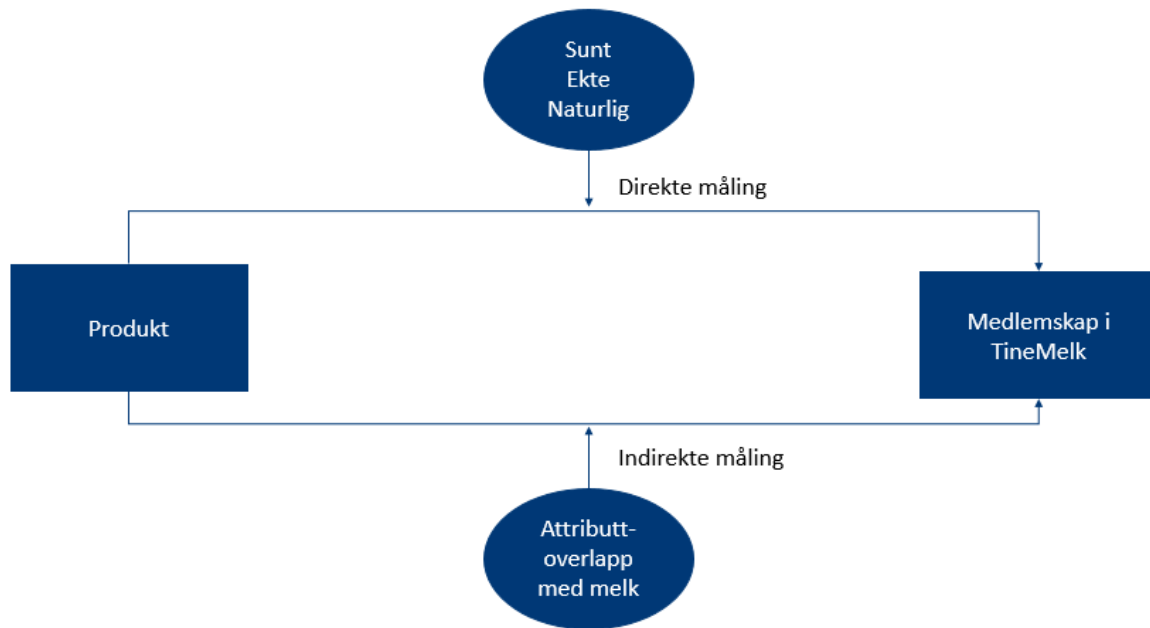 Sunt
Ekte
Naturlig
Direkte måling
Produkt
Medlemskap i
TineMelk
Indirekte måling
Attributt-
overlapp
med melk